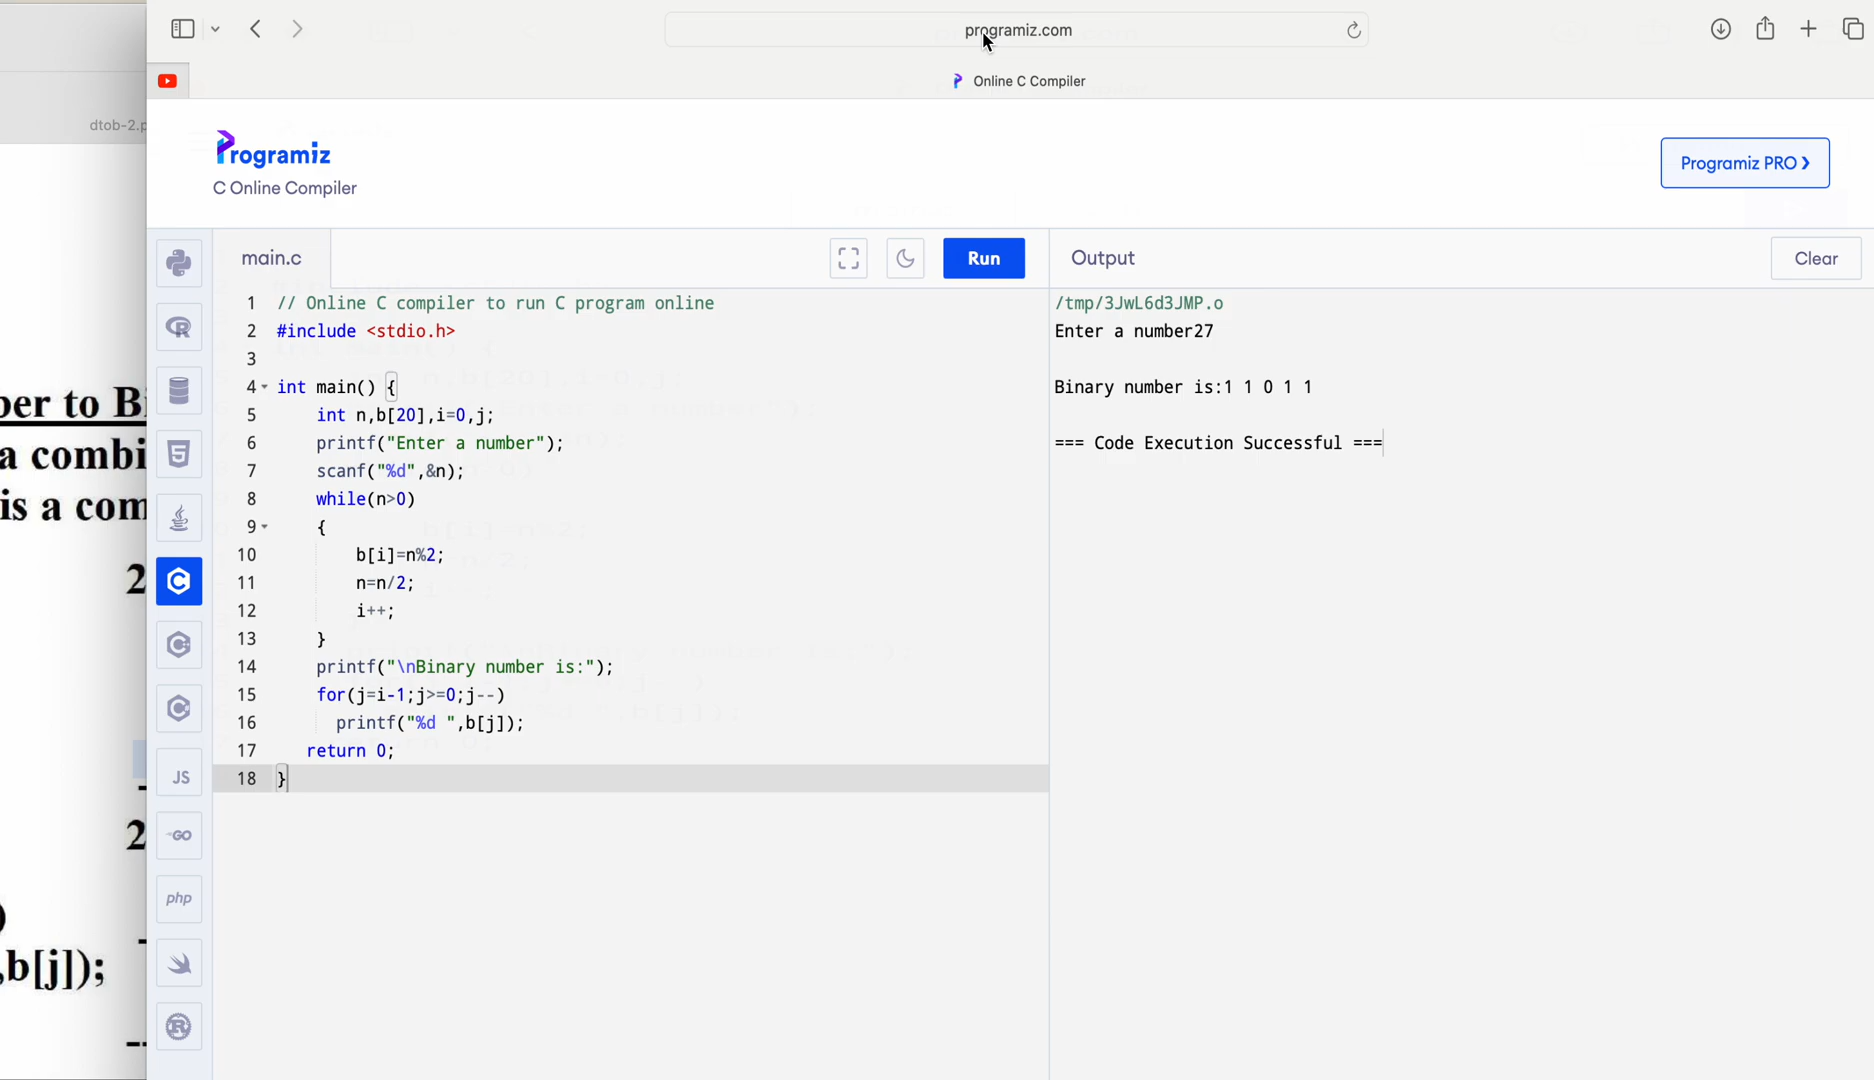 programiz.com
Online C Compiler
dtob-2.p
Programiz
C Online Compiler
Programiz PRO ❯
main.c
Run
Output
Clear
1 // Online C compiler to run C program online
2 #include <stdio.h>
3
4 int main() {
5 int n,b[20],i=0,j;
6 printf("Enter a number");
7 scanf("%d",&n);
8 while(n>0)
9 {
10 b[i]=n%2;
11 n=n/2;
12 i++;
13 }
14 printf("\nBinary number is:");
15 for(j=i-1;j>=0;j--)
16 printf("%d ",b[j]);
17 return 0;
18 }
/tmp/3JwL6d3JMP.o
Enter a number27
Binary number is:1 1 0 1 1
=== Code Execution Successful ===
JS
GO
php
ber to Bi
a combi
is a com
2
2
)
,b[j]);